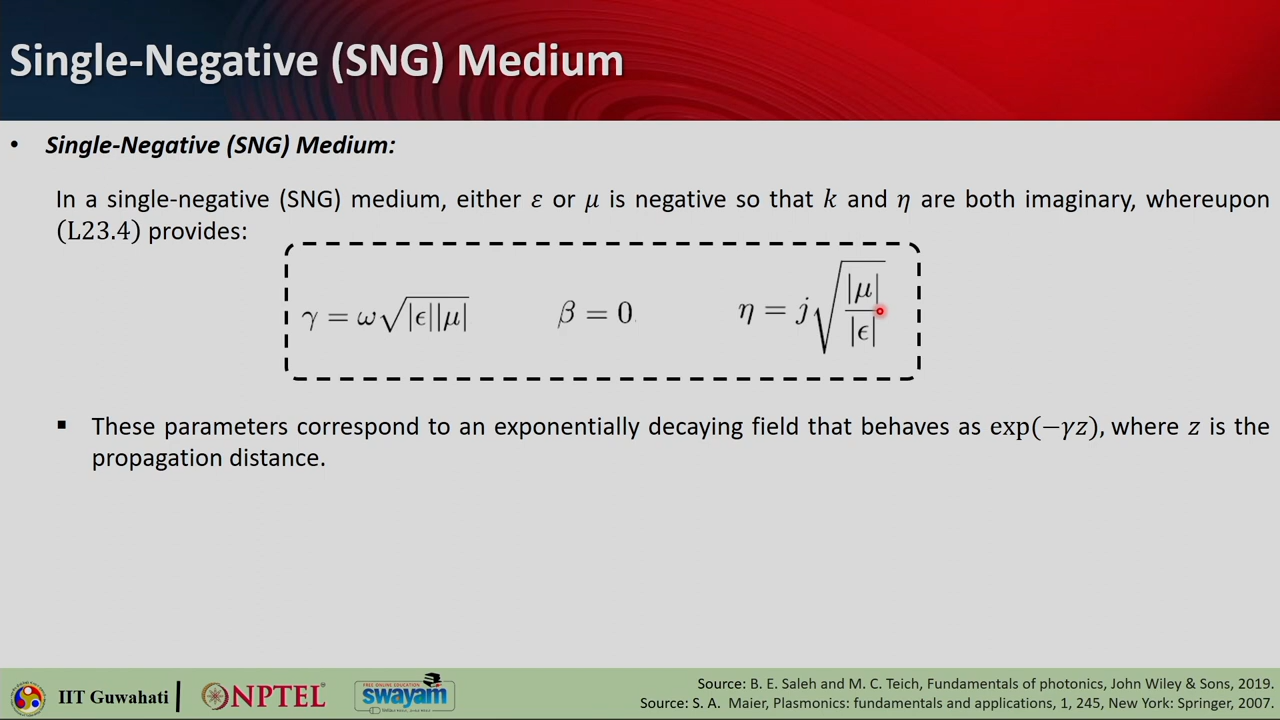 Single-Negative (SNG) Medium
• Single-Negative (SNG) Medium:
In a single-negative (SNG) medium, either ε or μ is negative so that k and η are both imaginary, whereupon
(L23.4) provides:
γ = ω√|ϵ||μ| β = 0. η = j√|μ|/|ϵ|
▪ These parameters correspond to an exponentially decaying field that behaves as exp(−γz), where z is the
propagation distance.
IIT Guwahati
NPTEL
FREE ONLINE EDUCATION
swayam
Source: B. E. Saleh and M. C. Teich, Fundamentals of photonics, John Wiley & Sons, 2019.
Source: S. A. Maier, Plasmonics: fundamentals and applications, 1, 245, New York: Springer, 2007.